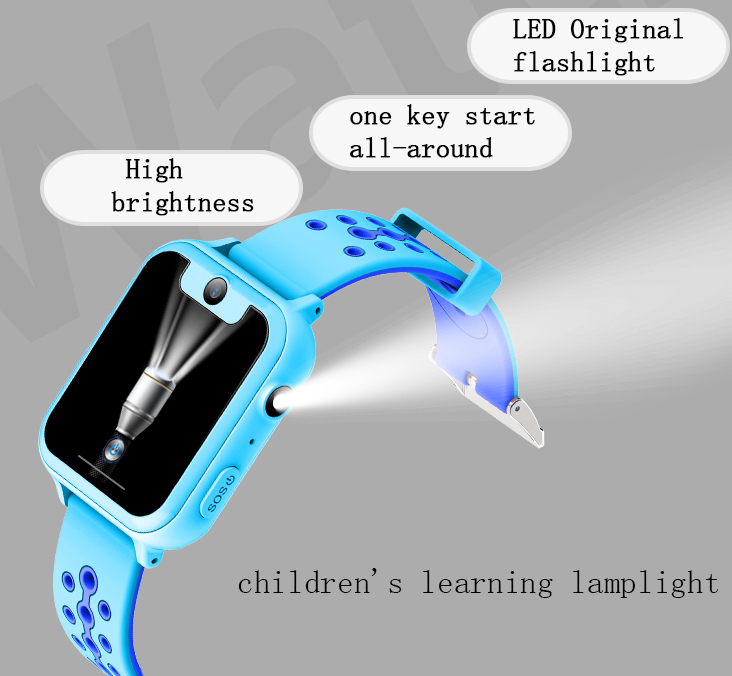 LED Original
flashlight
one key start
all-around
High
brightness
SOS
children's learning lamplight